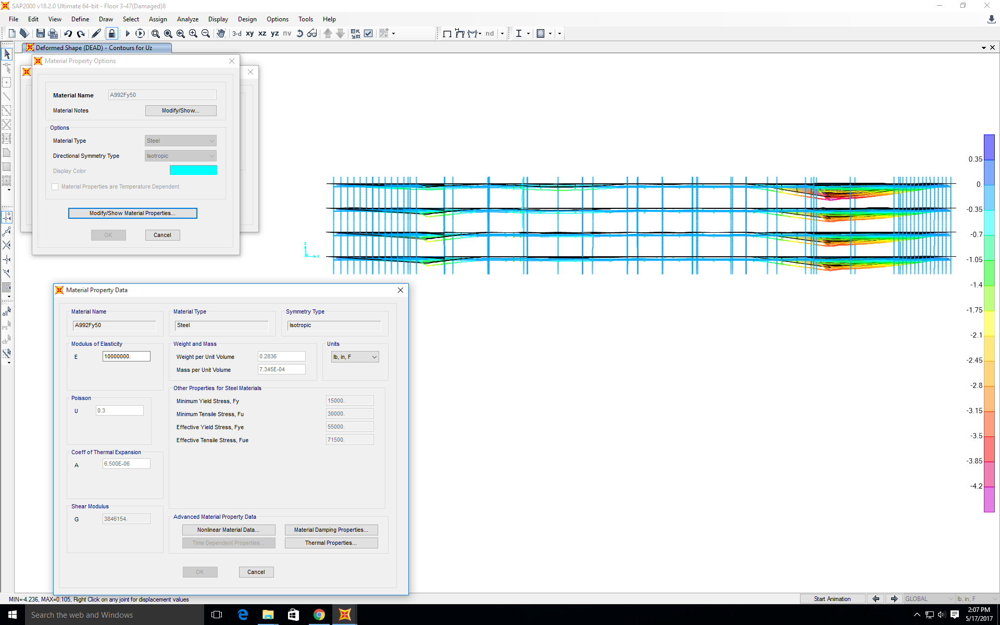 SAP2000 v18.2.0 Ultimate 64-bit - Floor 3-47(Damaged)8
File Edit View Define Draw Select Assign Analyze Display Design Options Tools Help
3-d xy xz yz nv nd
Deformed Shape (DEAD) - Contours for Uz
Material Property Options
Material Name A992Fy50
Material Notes Modify/Show...
Options
Material Type Steel
Directional Symmetry Type Isotropic
Display Color
Material Properties are Temperature Dependent
Modify/Show Material Properties...
OK Cancel
all
PS
clr
z
x
0.35
0.
-0.35
-0.7
-1.05
-1.4
-1.75
-2.1
-2.45
-2.8
-3.15
-3.5
-3.85
-4.2
Material Property Data
Material Name Material Type Symmetry Type
A992Fy50 Steel Isotropic
Modulus of Elasticity Weight and Mass Units
E 10000000. Weight per Unit Volume 0.2836 lb, in, F
Mass per Unit Volume 7.345E-04
Other Properties for Steel Materials
Poisson Minimum Yield Stress, Fy 15000.
U 0.3 Minimum Tensile Stress, Fu 30000.
Effective Yield Stress, Fye 55000.
Effective Tensile Stress, Fue 71500.
Coeff of Thermal Expansion
A 6.500E-06
Shear Modulus
G 3846154.
Advanced Material Property Data
Nonlinear Material Data... Material Damping Properties...
Time Dependent Properties... Thermal Properties...
OK Cancel
MIN=-4.236, MAX=0.105, Right Click on any joint for displacement values Start Animation GLOBAL lb, in, F
Search the web and Windows
2:07 PM
5/17/2017